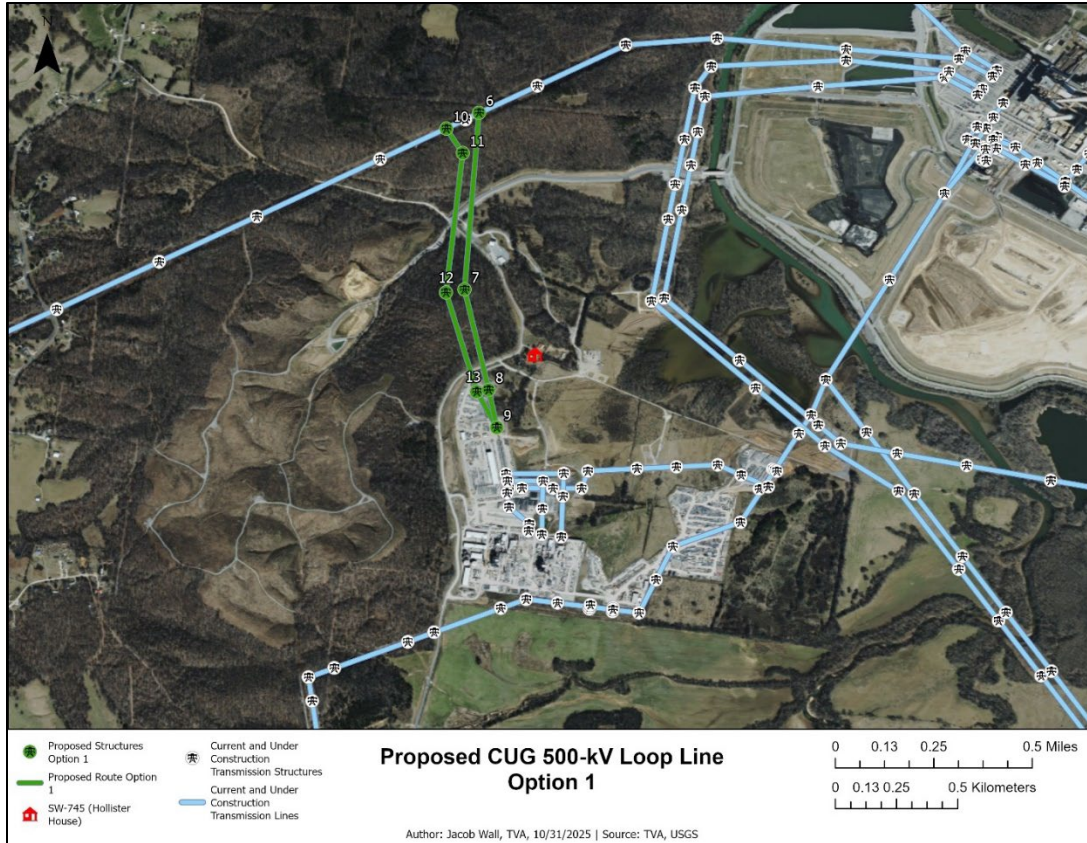 N
6
10
11
12
7
13
8
9
Proposed Structures
Option 1
Proposed Route Option
1
SW-745 (Hollister
House)
Current and Under
Construction
Transmission Structures
Current and Under
Construction
Transmission Lines
Proposed CUG 500-kV Loop Line
Option 1
0 0.13 0.25 0.5 Miles
0 0.13 0.25 0.5 Kilometers
Author: Jacob Wall, TVA, 10/31/2025 | Source: TVA, USGS